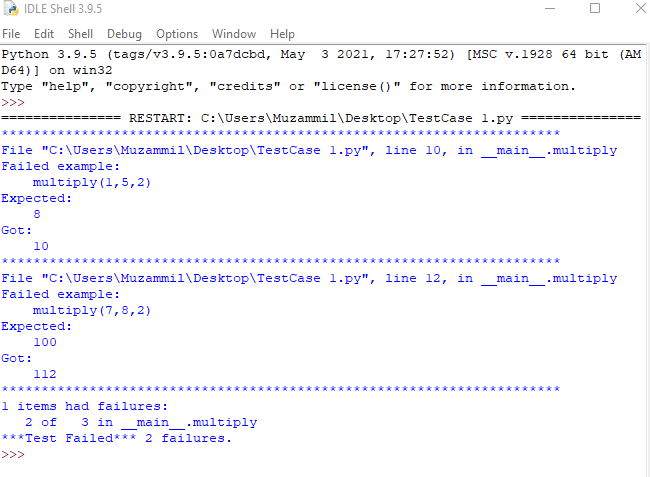 IDLE Shell 3.9.5
File Edit Shell Debug Options Window Help
Python 3.9.5 (tags/v3.9.5:0a7dcbd, May  3 2021, 17:27:52) [MSC v.1928 64 bit (AM
D64)] on win32
Type "help", "copyright", "credits" or "license()" for more information.
>>>
=============== RESTART: C:\Users\Muzammil\Desktop\TestCase 1.py ===============
**********************************************************************
File "C:\Users\Muzammil\Desktop\TestCase 1.py", line 10, in __main__.multiply
Failed example:
    multiply(1,5,2)
Expected:
    8
Got:
    10
**********************************************************************
File "C:\Users\Muzammil\Desktop\TestCase 1.py", line 12, in __main__.multiply
Failed example:
    multiply(7,8,2)
Expected:
    100
Got:
    112
**********************************************************************
1 items had failures:
   2 of   3 in __main__.multiply
***Test Failed*** 2 failures.
>>>